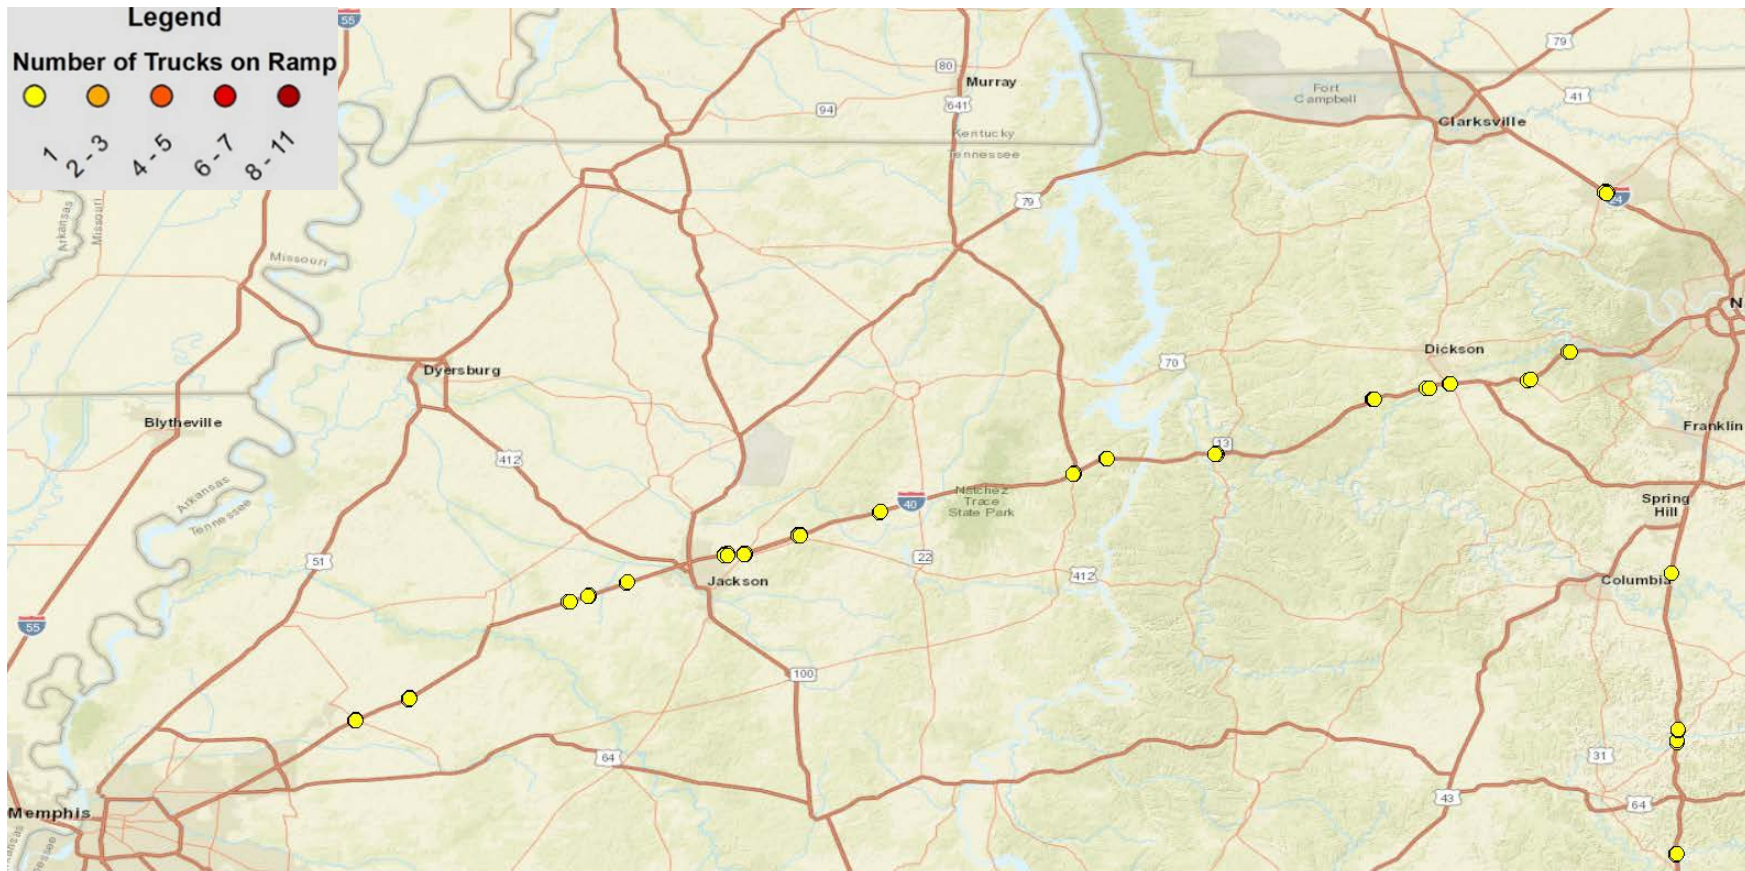 Legend
Number of Trucks on Ramp
1
2 - 3
4 - 5
6 - 7
8 - 11
55
Murray
80
94
641
Kentucky
Tennessee
79
79
41
Fort
Campbell
Clarksville
24
Arkansas
Missouri
Missouri
N
Dickson
70
Dyersburg
Blytheville
412
Franklin
13
Arkansas
Tennessee
40
Natchez
Trace
State Park
Spring
Hill
51
22
412
Jackson
Columbia
55
100
64
31
43
64
Memphis